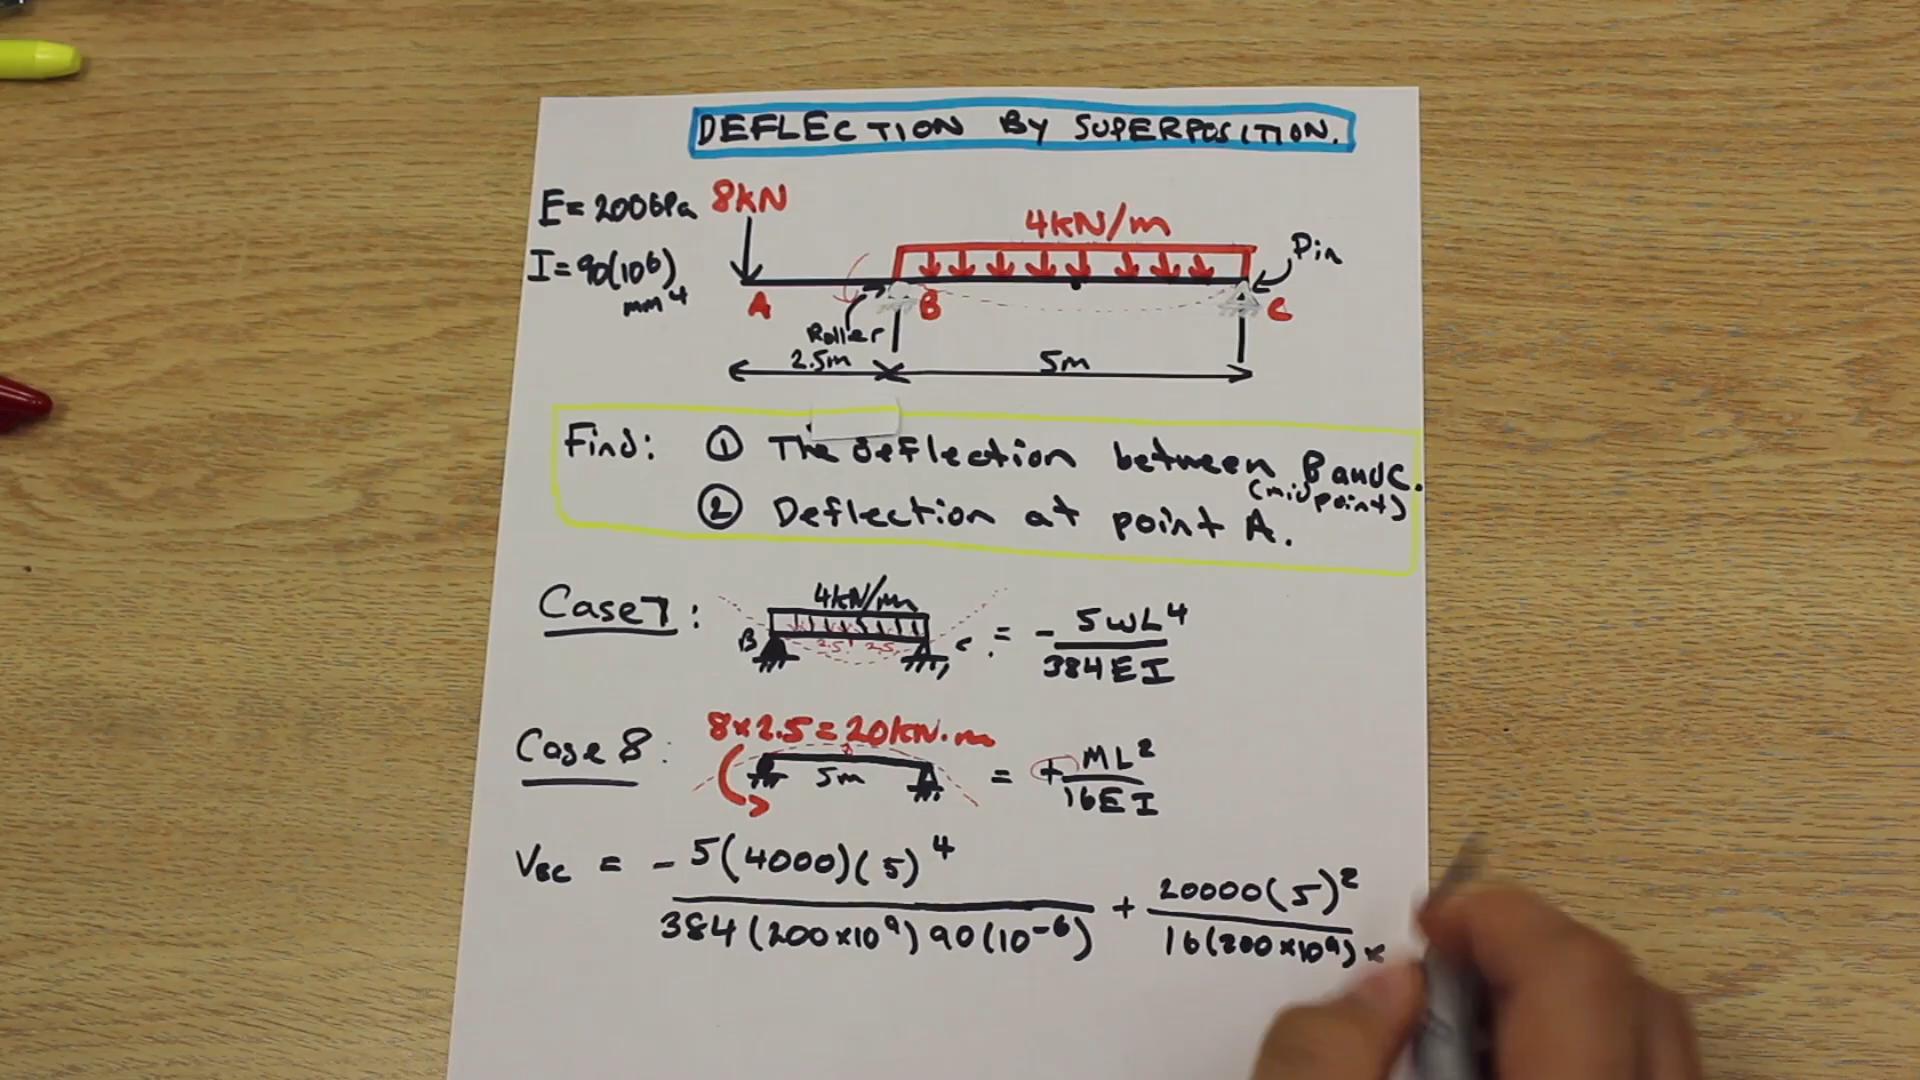 DEFLECTION BY SUPERPOSITION.
E = 200GPa
8kN
I = 90(10⁶)
mm⁴
4kN/m
Pin
A
B
C
Roller
2.5m
5m
Find: ① The deflection between B and C.
(midpoint)
② Deflection at point A.
Case 7:
4kN/m
B
2.5
2.5
C
= - 5wL⁴
384EI
Case 8:
8×2.5=20kN.m
5m
= + ML²
16EI
VBC = - 5(4000)(5)⁴
384(200×10⁹)90(10⁻⁶)
+ 20000(5)²
16(200×10⁹)×